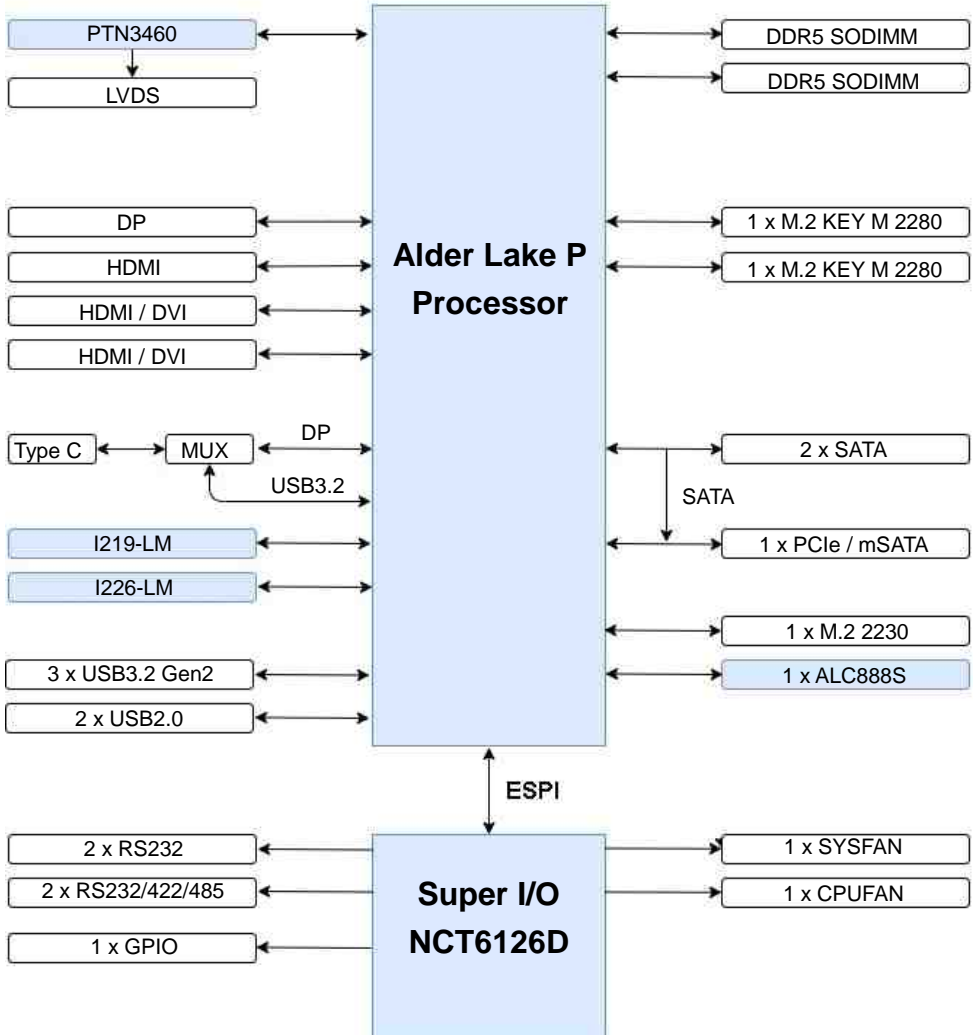 PTN3460
LVDS
DP
HDMI
HDMI / DVI
HDMI / DVI
Type C
MUX
DP
USB3.2
I219-LM
I226-LM
3 x USB3.2 Gen2
2 x USB2.0
Alder Lake P
Processor
DDR5 SODIMM
DDR5 SODIMM
1 x M.2 KEY M 2280
1 x M.2 KEY M 2280
2 x SATA
SATA
1 x PCIe / mSATA
1 x M.2 2230
1 x ALC888S
ESPI
2 x RS232
2 x RS232/422/485
1 x GPIO
Super I/O
NCT6126D
1 x SYSFAN
1 x CPUFAN